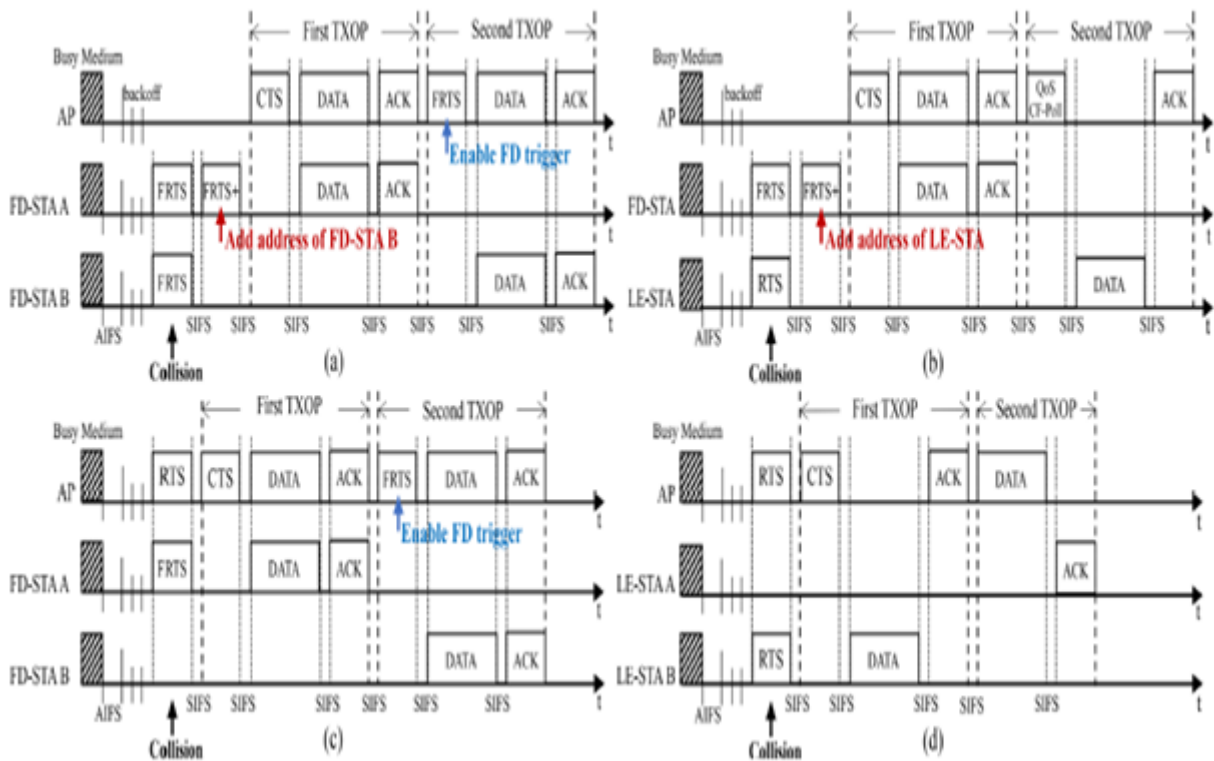 First TXOP
Second TXOP
Busy Medium
backoff
CTS
DATA
ACK
FRTS
DATA
ACK
AP
t
Enable FD trigger
FRTS
FRTS+
DATA
ACK
FD-STA A
t
Add address of FD-STA B
FRTS
DATA
ACK
FD-STA B
t
AIFS
SIFS
SIFS
SIFS
SIFS
SIFS
SIFS
SIFS
Collision
(a)
First TXOP
Second TXOP
Busy Medium
backoff
CTS
DATA
ACK
QoS
CF-Poll
ACK
AP
t
FRTS
FRTS+
DATA
ACK
FD-STA
t
Add address of LE-STA
RTS
DATA
LE-STA
t
AIFS
SIFS
SIFS
SIFS
SIFS
SIFS
SIFS
SIFS
Collision
(b)
First TXOP
Second TXOP
Busy Medium
RTS
CTS
DATA
ACK
FRTS
DATA
ACK
AP
t
Enable FD trigger
FRTS
DATA
ACK
FD-STA A
t
DATA
ACK
FD-STA B
t
AIFS
SIFS
SIFS
SIFS
SIFS
SIFS
SIFS
Collision
(c)
First TXOP
Second TXOP
Busy Medium
RTS
CTS
ACK
DATA
AP
t
ACK
LE-STA A
t
RTS
DATA
LE-STA B
t
AIFS
SIFS
SIFS
SIFS
SIFS
SIFS
Collision
(d)